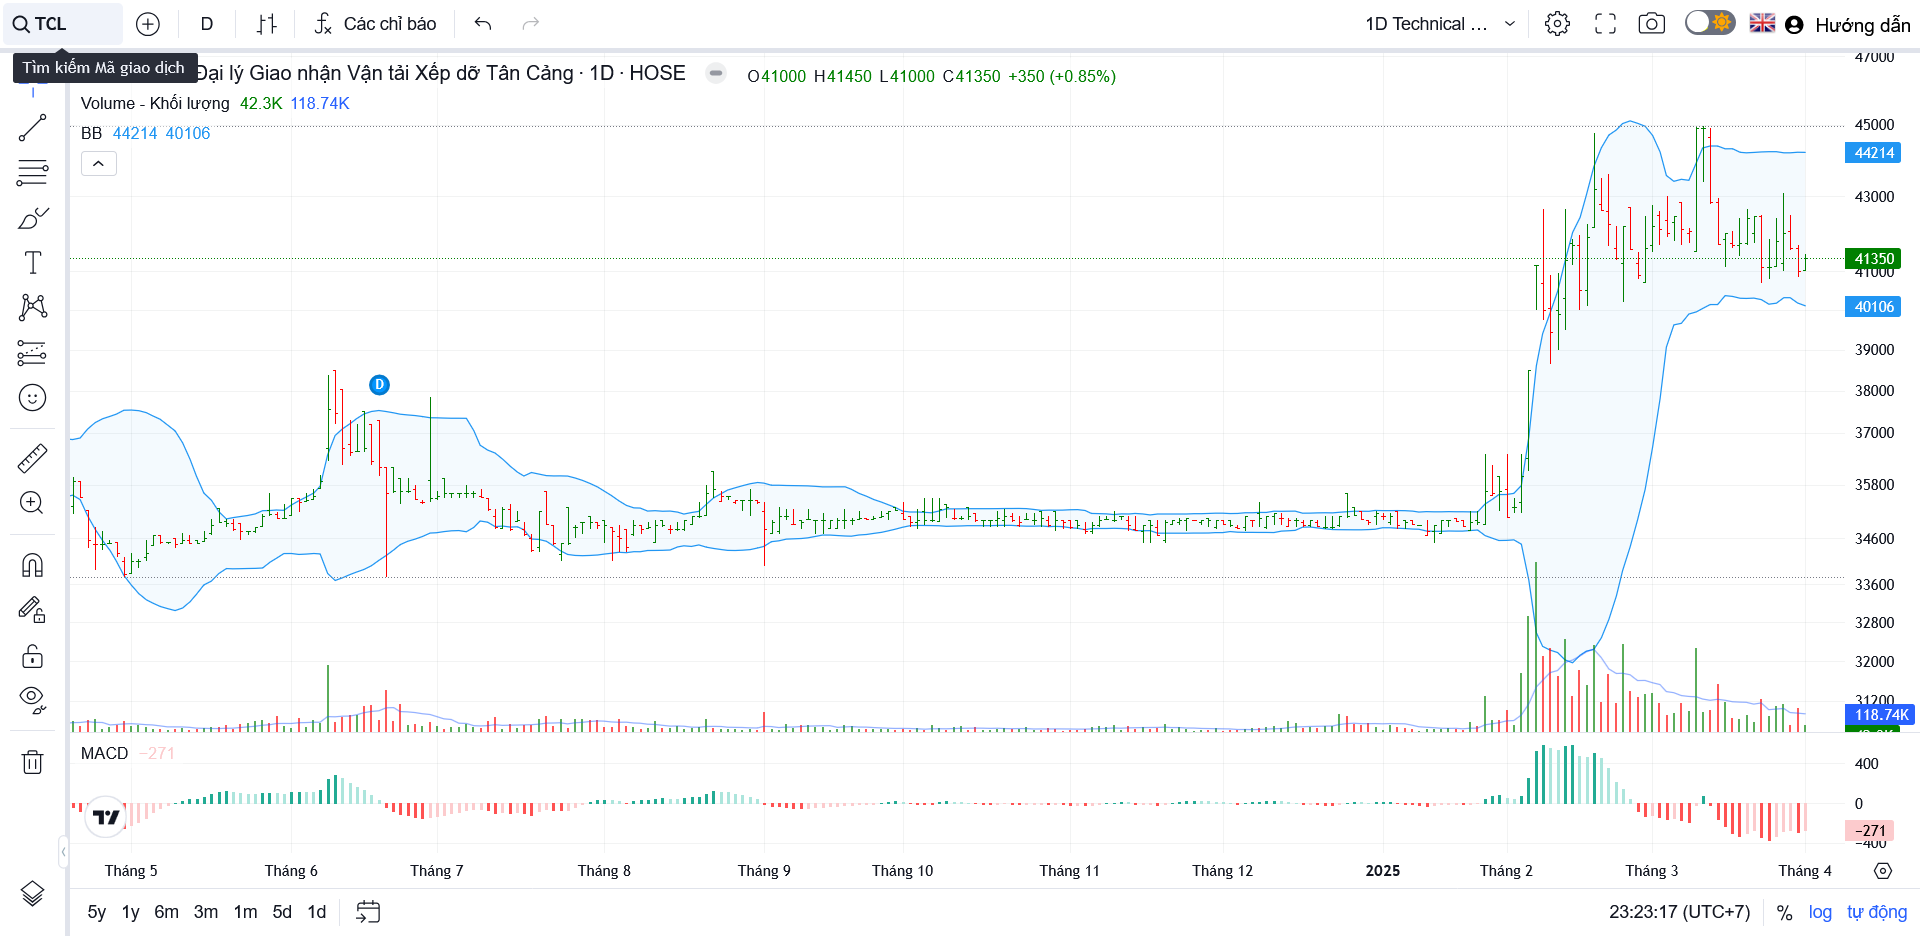 TCL
D
Các chỉ báo
1D Technical ...
Hướng dẫn
Tìm kiếm Mã giao dịch
Đại lý Giao nhận Vận tải Xếp dỡ Tân Cảng · 1D · HOSE
O41000 H41450 L41000 C41350 +350 (+0.85%)
Volume - Khối lượng 42.3K 118.74K
BB 44214 40106
D
47000
45000
44214
43000
41350
41000
40106
39000
38000
37000
35800
34600
33600
32800
32000
31200
118.74K
MACD −271
400
0
−271
−400
Tháng 5
Tháng 6
Tháng 7
Tháng 8
Tháng 9
Tháng 10
Tháng 11
Tháng 12
2025
Tháng 2
Tháng 3
Tháng 4
5y 1y 6m 3m 1m 5d 1d
23:23:17 (UTC+7)
%
log
tự động